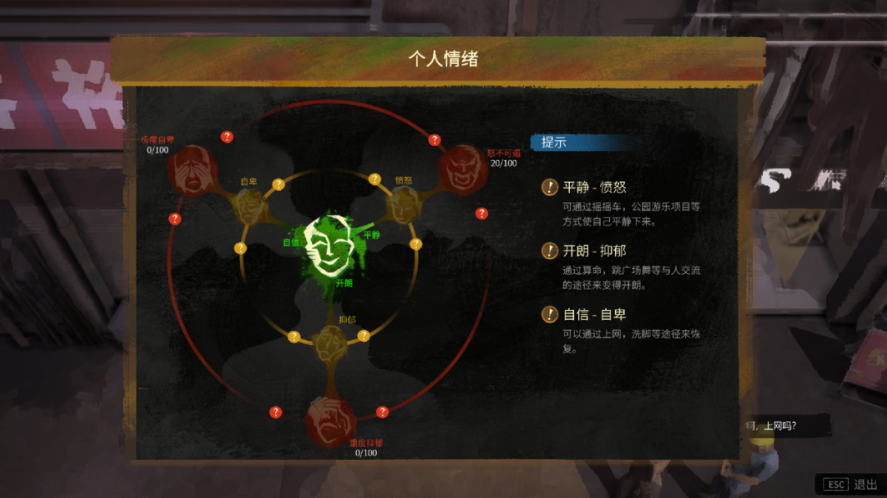 个人情绪
极度自卑
0/100
怒不可遏
20/100
自卑
愤怒
自信
平静
开朗
抑郁
重度抑郁
0/100
提示
平静 - 愤怒
可通过摇摇车，公园游乐项目等
方式使自己平静下来。
开朗 - 抑郁
通过算命，跳广场舞等与人交流
的途径来变得开朗。
自信 - 自卑
可以通过上网，洗脚等途径来恢
复。
上网吗?
ESC 退出